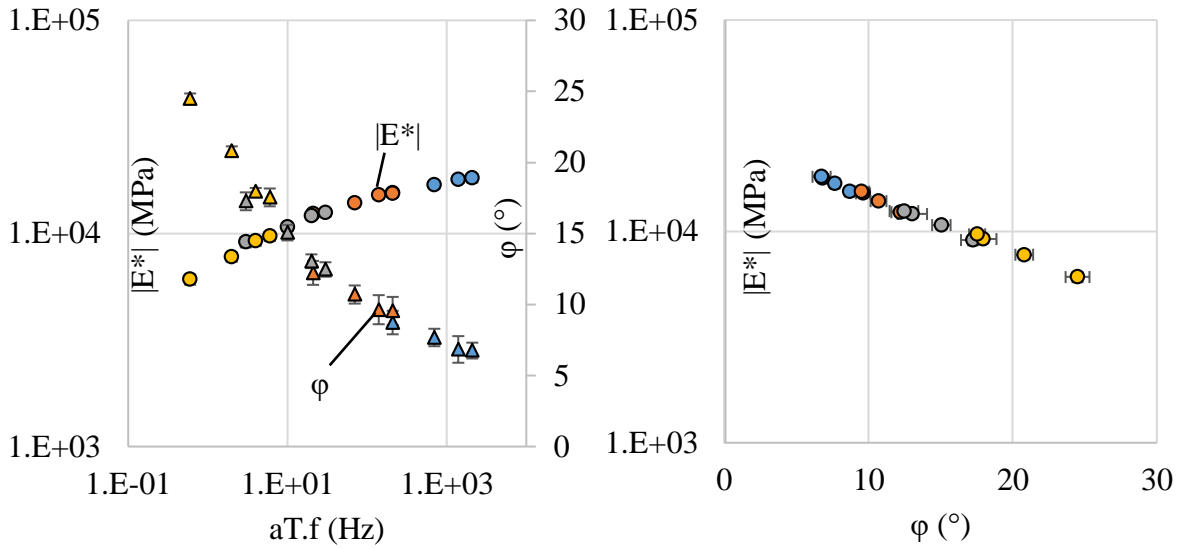 1.E+05
1.E+04
1.E+03
|E*| (MPa)
1.E-01
1.E+01
1.E+03
aT.f (Hz)
30
25
20
15
10
5
0
φ (°)
|E*|
φ
1.E+05
1.E+04
1.E+03
|E*| (MPa)
0
10
20
30
φ (°)